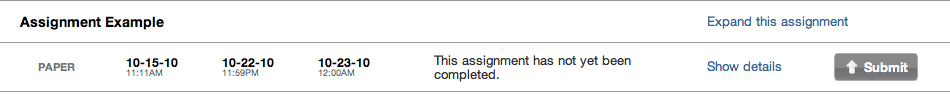 Assignment Example
Expand this assignment
PAPER
10-15-10
11:11AM
10-22-10
11:59PM
10-23-10
12:00AM
This assignment has not yet been
completed.
Show details
Submit